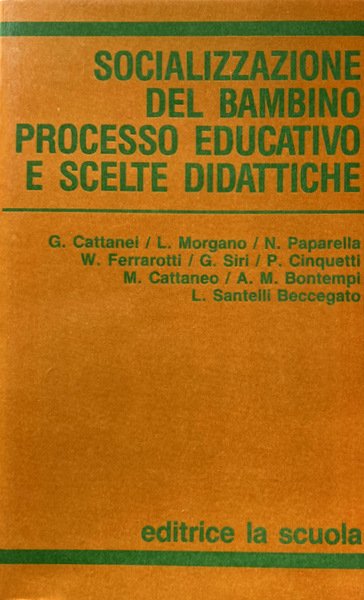 SOCIALIZZAZIONE
DEL BAMBINO
PROCESSO EDUCATIVO
E SCELTE DIDATTICHE
G. Cattanei / L. Morgano / N. Paparella
W. Ferrarotti / G. Siri / P. Cinquetti
M. Cattaneo / A. M. Bontempi
L. Santelli Beccegato
editrice la scuola